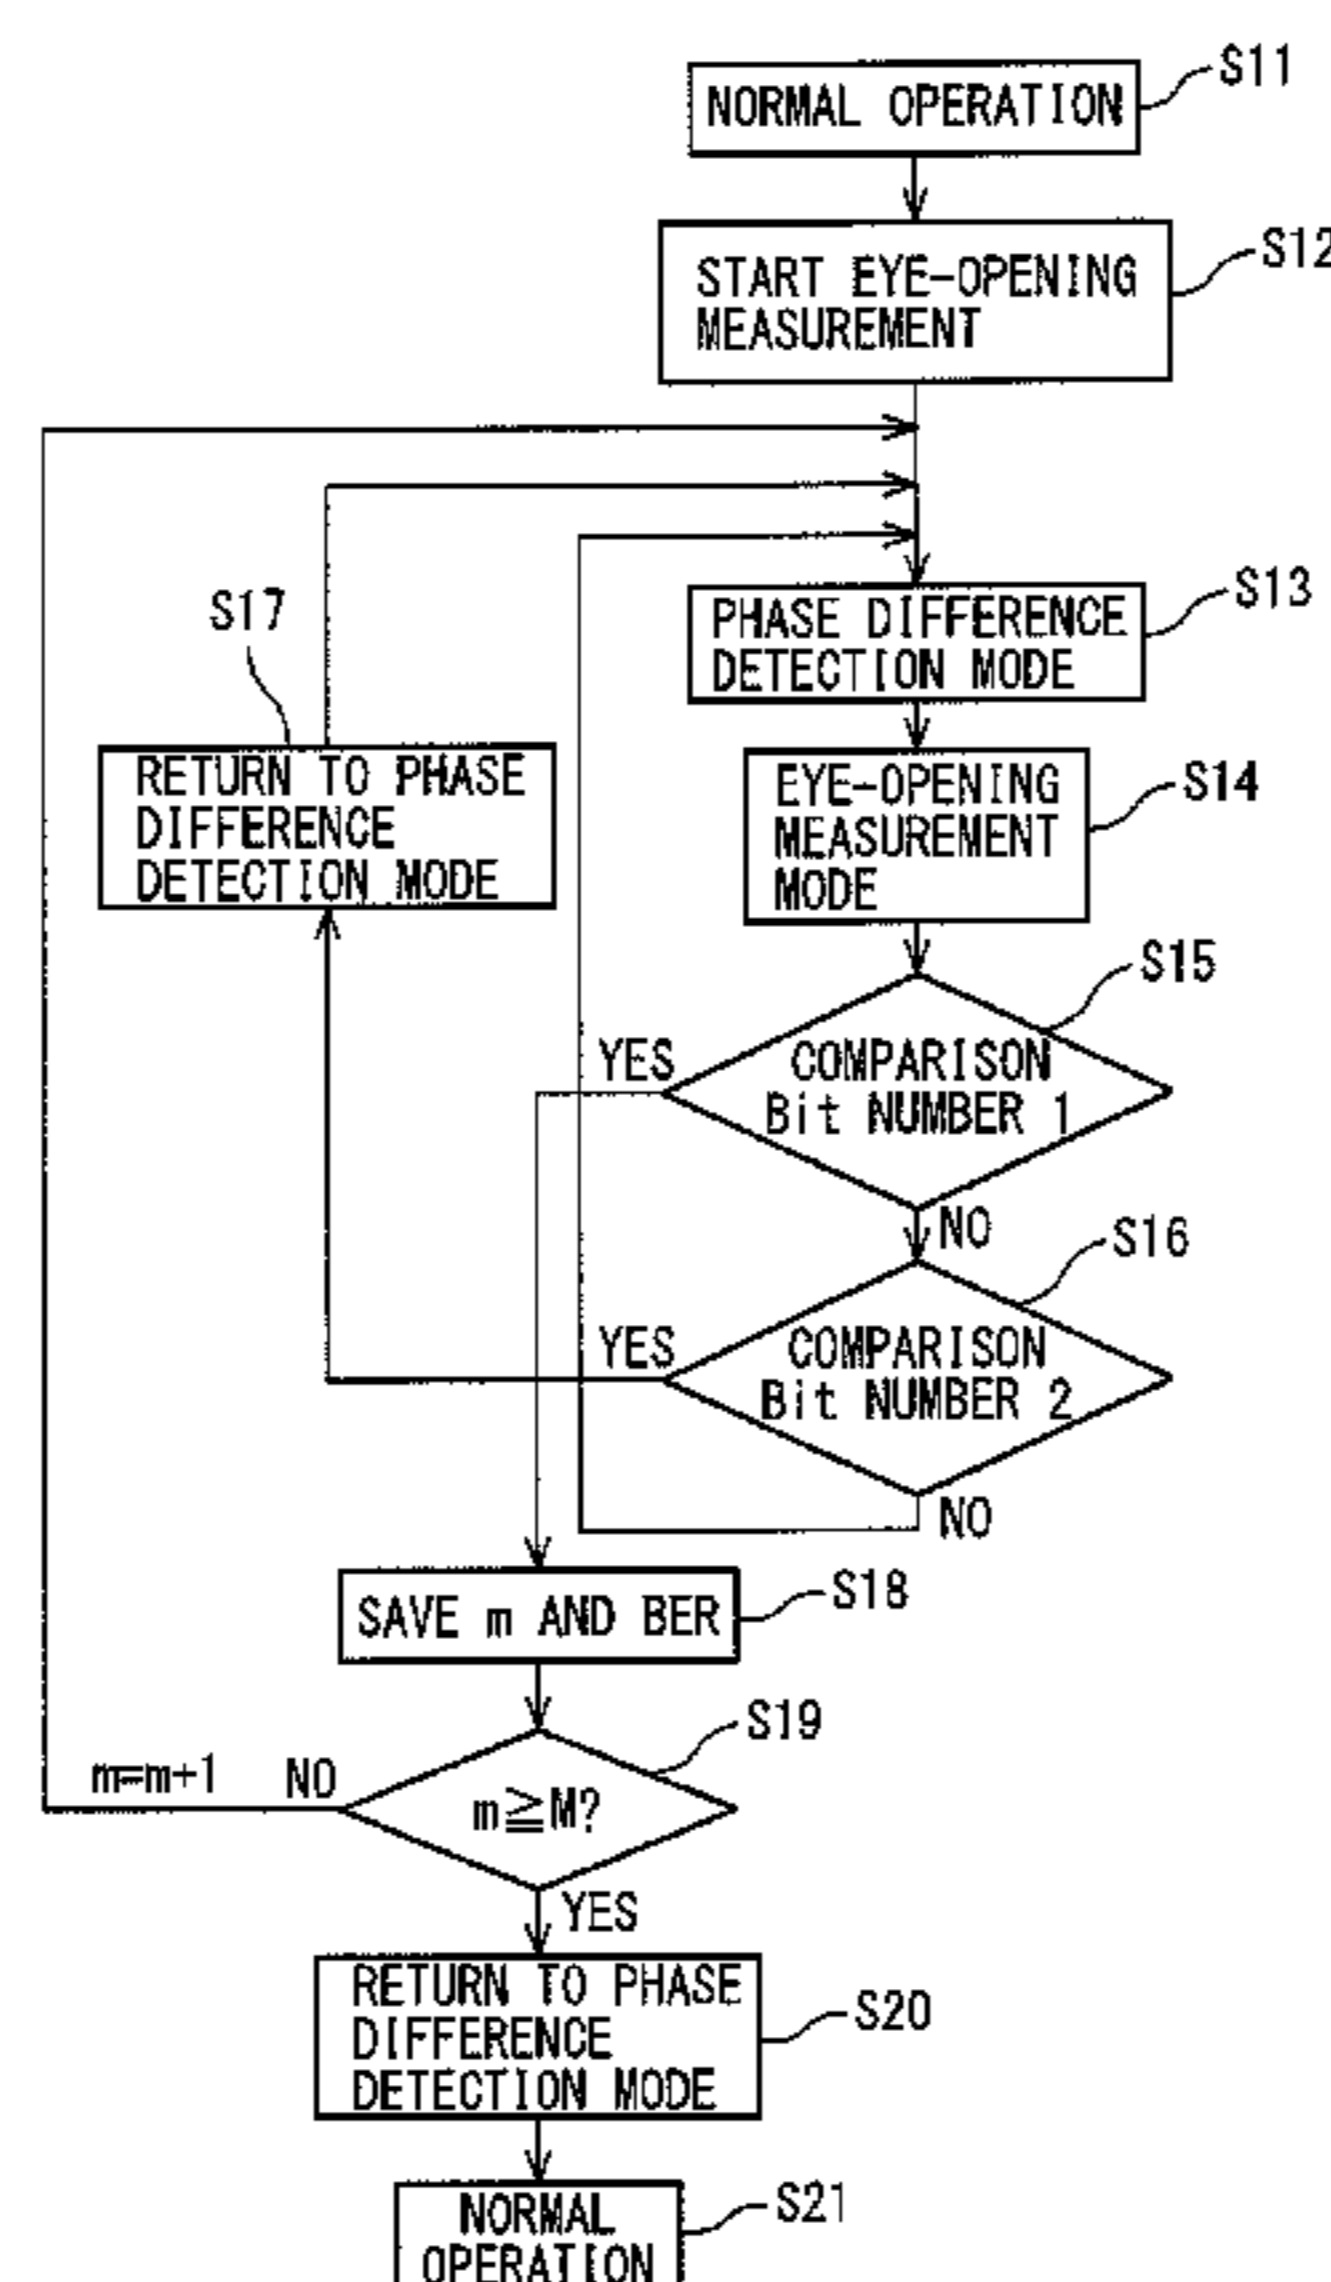 S11
NORMAL OPERATION
S12
START EYE-OPENING
MEASUREMENT
S13
PHASE DIFFERENCE
DETECTION MODE
S17
RETURN TO PHASE
DIFFERENCE
DETECTION MODE
S14
EYE-OPENING
MEASUREMENT
MODE
S15
YES
COMPARISON
Bit NUMBER 1
NO
S16
YES
COMPARISON
Bit NUMBER 2
NO
S18
SAVE m AND BER
S19
m=m+1
NO
m≧M?
YES
S20
RETURN TO PHASE
DIFFERENCE
DETECTION MODE
S21
NORMAL
OPERATION